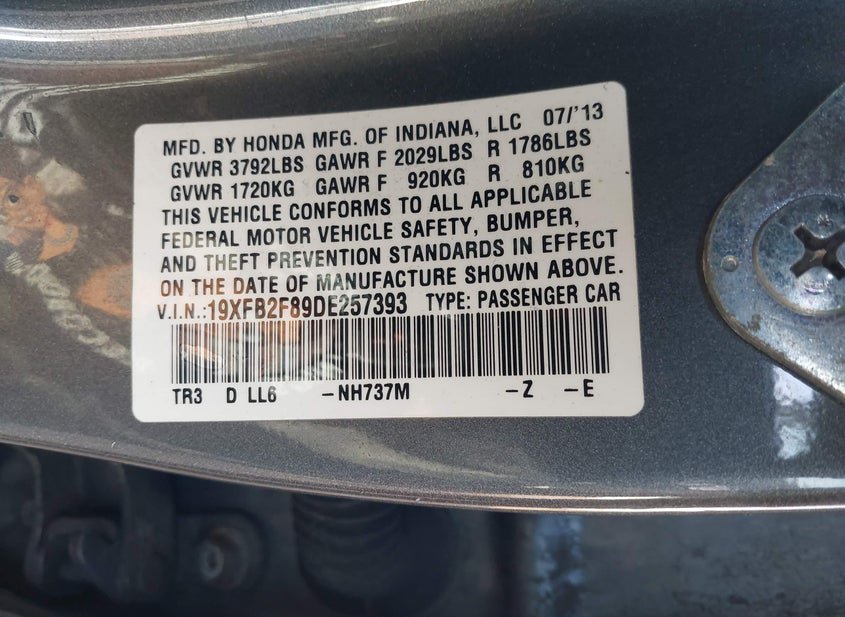 MFD. BY HONDA MFG. OF INDIANA, LLC 07/'13
GVWR 3792LBS GAWR F 2029LBS R 1786LBS
GVWR 1720KG GAWR F 920KG R 810KG
THIS VEHICLE CONFORMS TO ALL APPLICABLE
FEDERAL MOTOR VEHICLE SAFETY, BUMPER,
AND THEFT PREVENTION STANDARDS IN EFFECT
ON THE DATE OF MANUFACTURE SHOWN ABOVE.
V.I.N.:19XFB2F89DE257393 TYPE: PASSENGER CAR
TR3 D LL6 -NH737M -Z -E